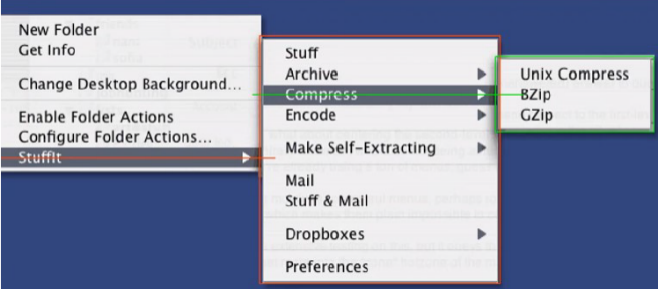 New Folder
Get Info
Change Desktop Background...
Enable Folder Actions
Configure Folder Actions...
StuffIt
Stuff
Archive
Compress
Encode
Make Self-Extracting
Mail
Stuff & Mail
Dropboxes
Preferences
Unix Compress
BZip
GZip